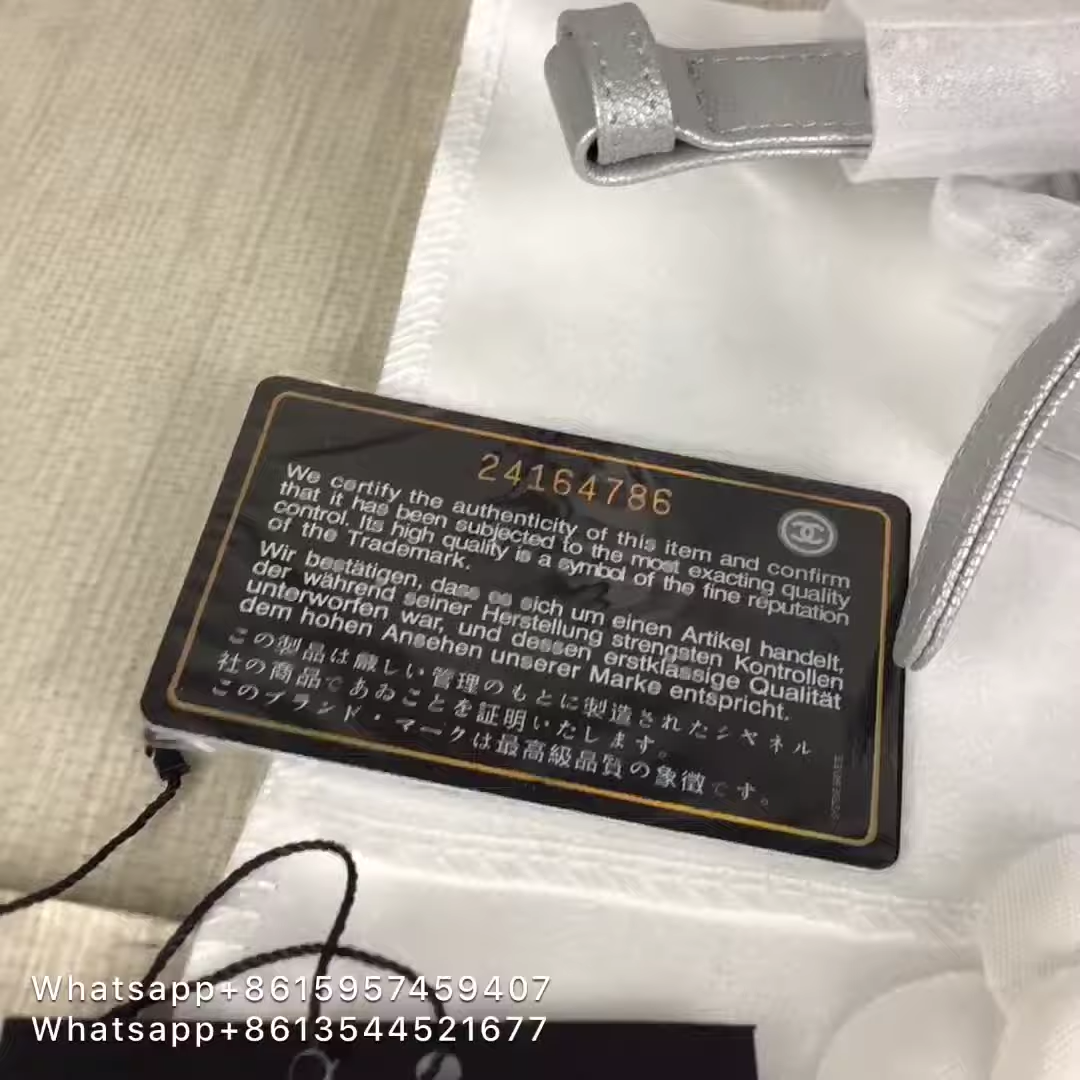 24164786
We certify the authenticity of this item and confirm
that it has been subjected to the most exacting quality
control. Its high quality is a symbol of the fine reputation
of the Trademark.
Wir bestätigen, dass es sich um einen Artikel handelt,
der während seiner Herstellung strengsten Kontrollen
unterworfen war, und dessen erstklassige Qualität
dem hohen Ansehen unserer Marke entspricht.
この製品は厳しい管理のもとに製造されたシヤネル
社の商品であゐことを証明いたします。
このブランド・マークは最高級品質の象徴です。
Whatsapp+8615957459407
Whatsapp+8613544521677